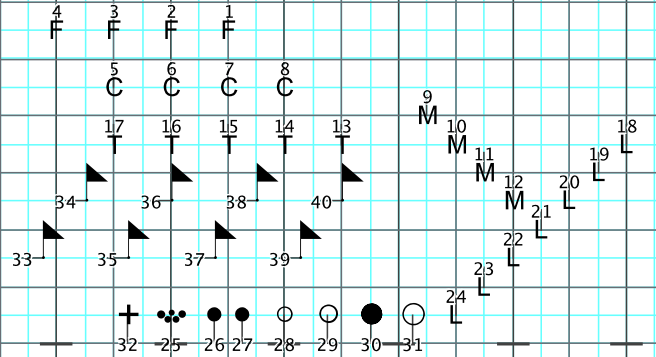 4 3 2 1
F F F F
5 6 7 8
C C C C
9
M
17 16 15 14 13
T T T T T
10
M
18
L
11
M
19
L
34 36 38 40
12
M
20
L
21
L
33 35 37 39
22
L
23
L
24
L
32 25 26 27 28 29 30 31